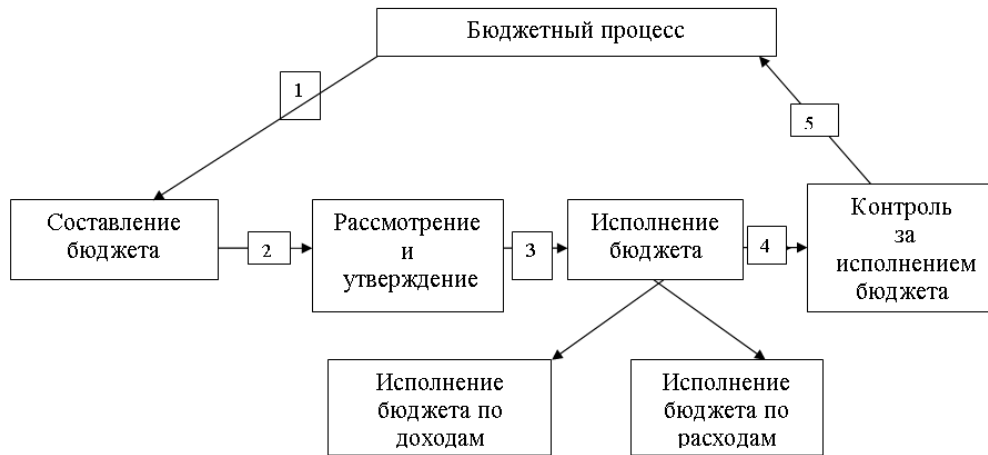 Бюджетный процесс
1
5
Составление
бюджета
2
Рассмотрение
и
утверждение
3
Исполнение
бюджета
4
Контроль
за
исполнением
бюджета
Исполнение
бюджета по
доходам
Исполнение
бюджета по
расходам